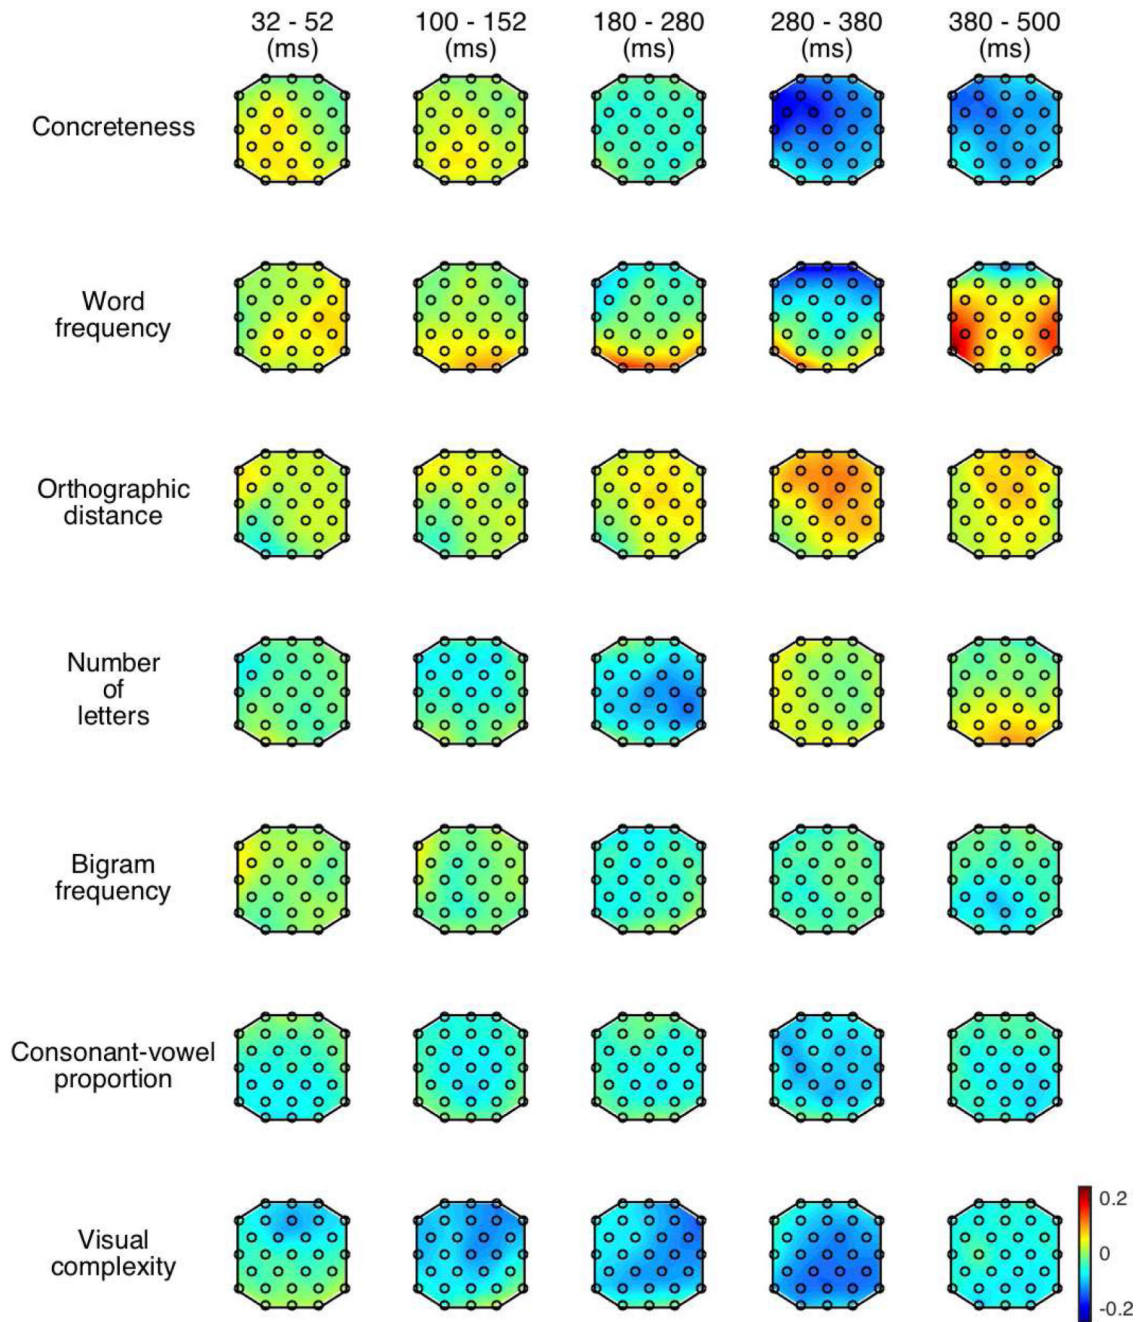 32 - 52 (ms)
100 - 152 (ms)
180 - 280 (ms)
280 - 380 (ms)
380 - 500 (ms)
Concreteness
Word
frequency
Orthographic
distance
Number
of
letters
Bigram
frequency
Consonant-vowel
proportion
Visual
complexity
0.2
0
-0.2